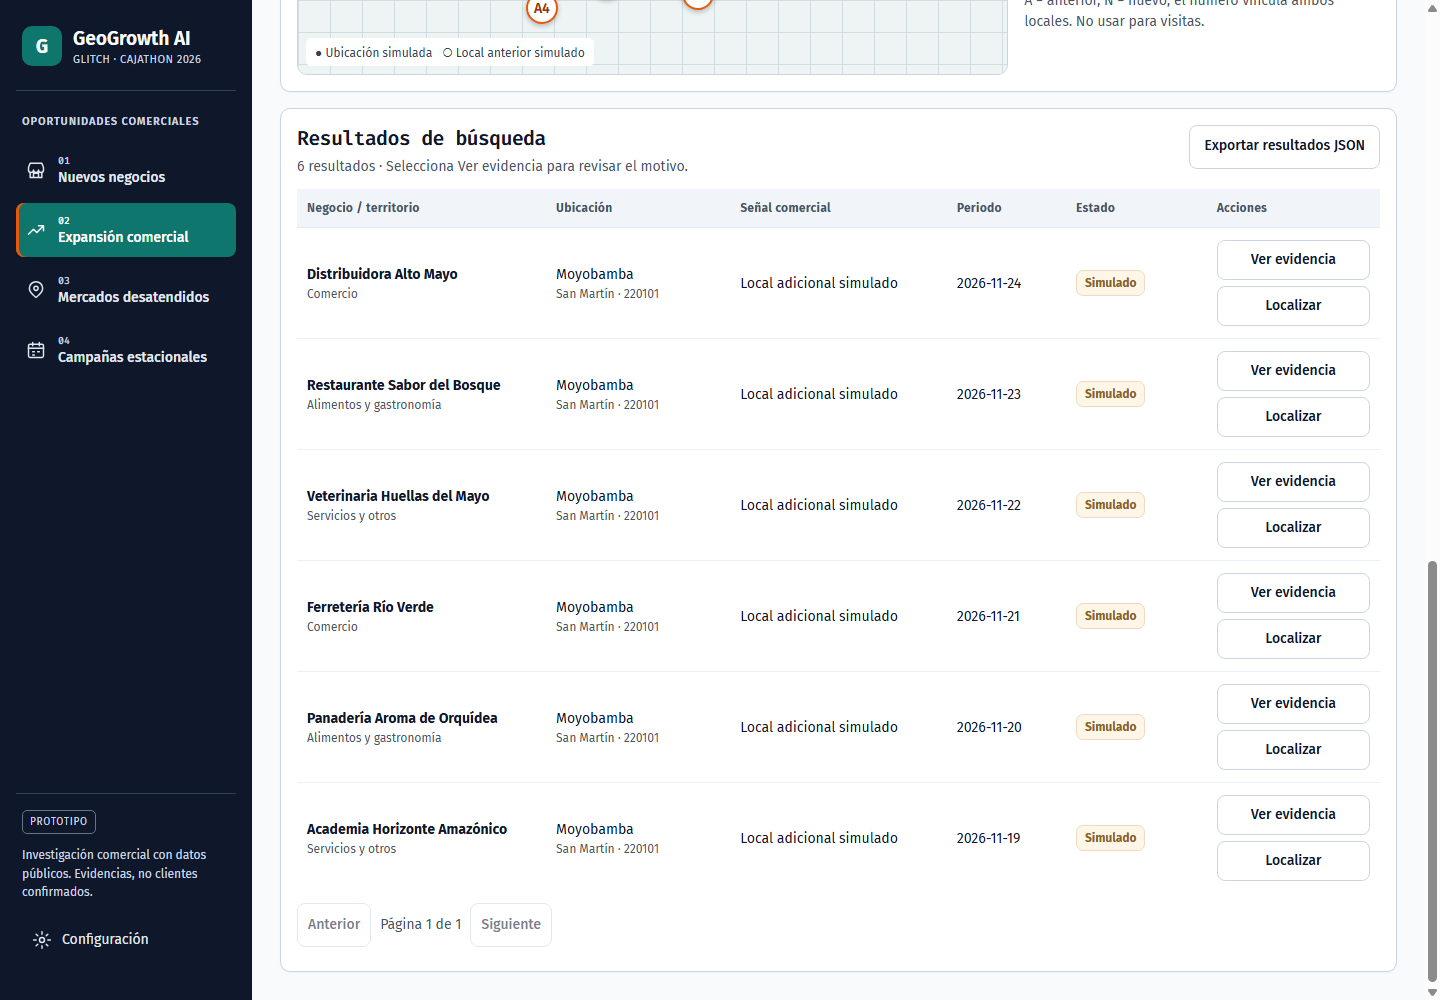 G
GeoGrowth AI
GLITCH · CAJATHON 2026
OPORTUNIDADES COMERCIALES
01
Nuevos negocios
02
Expansión comercial
03
Mercados desatendidos
04
Campañas estacionales
PROTOTIPO
Investigación comercial con datos
públicos. Evidencias, no clientes
confirmados.
Configuración
A4
● Ubicación simulada ○ Local anterior simulado
A = anterior, N = nuevo; el número vincula ambos
locales. No usar para visitas.
Resultados de búsqueda
6 resultados · Selecciona Ver evidencia para revisar el motivo.
Exportar resultados JSON
Negocio / territorio Ubicación Señal comercial Periodo Estado Acciones
Distribuidora Alto Mayo
Comercio
Moyobamba
San Martín · 220101
Local adicional simulado
2026-11-24
Simulado
Ver evidencia
Localizar
Restaurante Sabor del Bosque
Alimentos y gastronomía
Moyobamba
San Martín · 220101
Local adicional simulado
2026-11-23
Simulado
Ver evidencia
Localizar
Veterinaria Huellas del Mayo
Servicios y otros
Moyobamba
San Martín · 220101
Local adicional simulado
2026-11-22
Simulado
Ver evidencia
Localizar
Ferretería Río Verde
Comercio
Moyobamba
San Martín · 220101
Local adicional simulado
2026-11-21
Simulado
Ver evidencia
Localizar
Panadería Aroma de Orquídea
Alimentos y gastronomía
Moyobamba
San Martín · 220101
Local adicional simulado
2026-11-20
Simulado
Ver evidencia
Localizar
Academia Horizonte Amazónico
Servicios y otros
Moyobamba
San Martín · 220101
Local adicional simulado
2026-11-19
Simulado
Ver evidencia
Localizar
Anterior Página 1 de 1 Siguiente